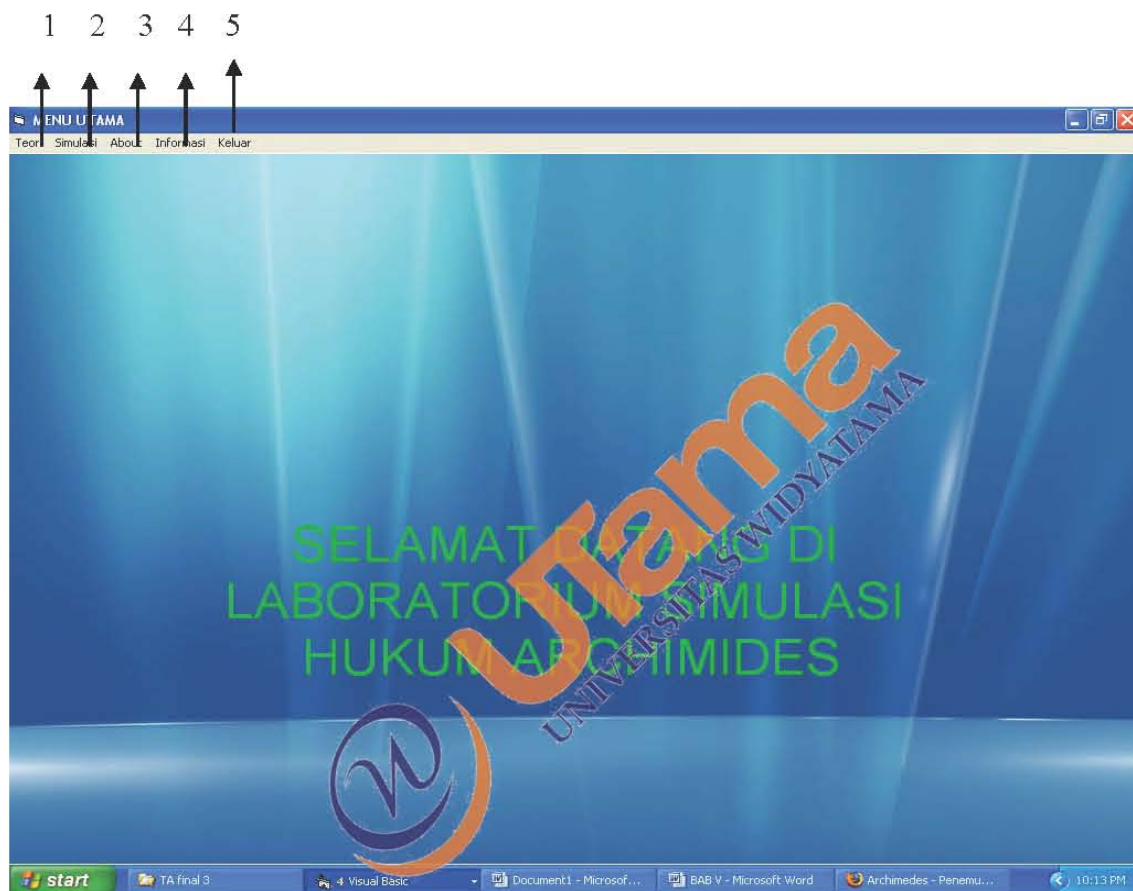 1 2 3 4 5
MENU UTAMA
Teori Simulasi About Informasi Keluar
SELAMAT DATANG DI
LABORATORIUM SIMULASI
HUKUM ARCHIMIDES
Utama
UNIVERSITAS WIDYATAMA
start TA final 3 4 Visual Basic Document1 - Microsof... BAB V - Microsoft Word Archimedes - Penemu... 10:13 PM